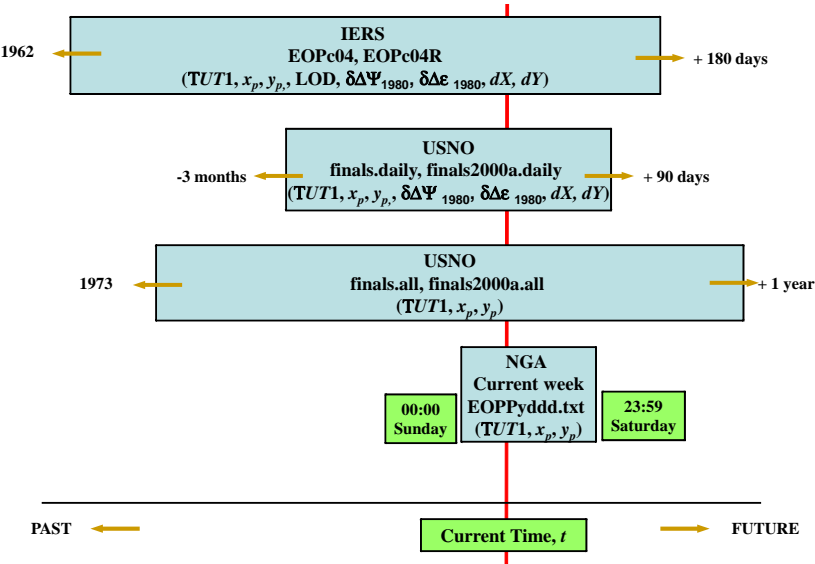 IERS
1962
EOPc04, EOPc04R
+ 180 days
(TUT1, xp, yp,, LOD, δΔΨ1980, δΔε 1980, dX, dY)
USNO
-3 months
finals.daily, finals2000a.daily
+ 90 days
(TUT1, xp, yp,, δΔΨ 1980, δΔε 1980, dX, dY)
USNO
1973
finals.all, finals2000a.all
+ 1 year
(TUT1, xp, yp)
NGA
Current week
EOPPyddd.txt
(TUT1, xp, yp)
00:00
Sunday
23:59
Saturday
PAST
FUTURE
Current Time, t